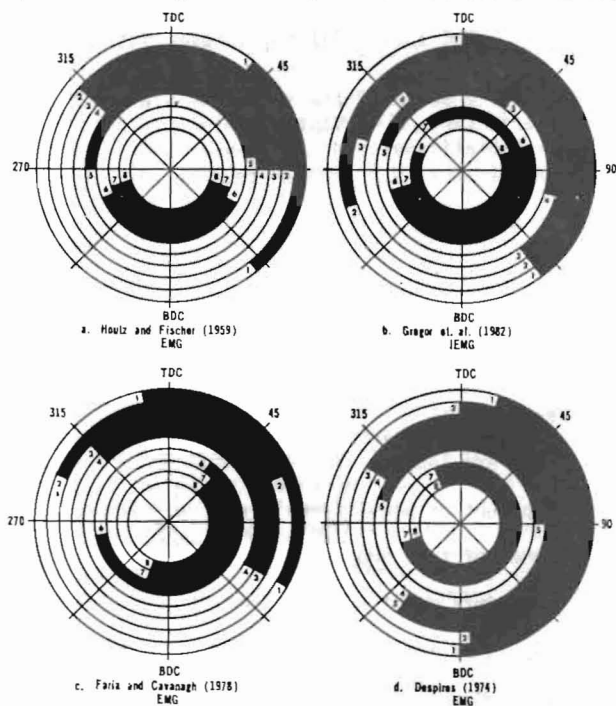 TDC
TDC
315
45
315
45
270
90
BDC
BDC
a. Houtz and Fischer (1959)
EMG
b. Gregor et. al. (1982)
IEMG
TDC
TDC
315
45
315
45
270
90
BDC
BDC
c. Faria and Cavanagh (1978)
EMG
d. Despires (1974)
EMG